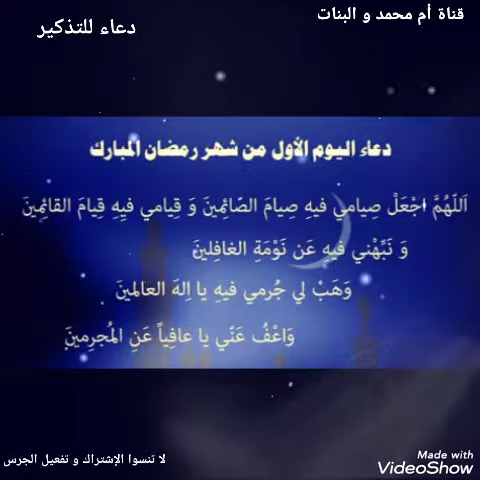 قناة أم محمد و البنات
دعاء للتذكير
دعاء اليوم الأول من شهر رمضان المبارك
اَللّهُمَّ اجْعَلْ صِيامي فيهِ صِيامَ الصّائِمينَ وَ قِيامي فيِهِ قِيامَ القائِمينَ
وَ نَبِّهْني فيهِ عَن نَوْمَةِ الغافِلينَ
وَهَبْ لي جُرمي فيهِ يا اِلهَ العالمينَ
وَاعْفُ عَنّي يا عافِياً عَنِ المُجرِمينَ
لا تنسوا الإشتراك و تفعيل الجرس
Made with
VideoShow